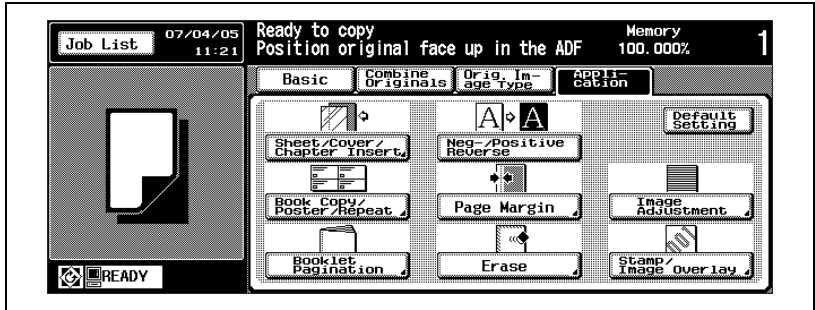 Job List
07/04/05
11:21
Ready to copy
Position original face up in the ADF
Memory
100.000%
1
Basic
Combine
Originals
Orig. Im-
age Type
Appli-
cation
A
A
Default
Setting
Sheet/Cover/
Chapter Insert
Neg-/Positive
Reverse
Book Copy/
Poster/Repeat
Page Margin
Image
Adjustment
Booklet
Pagination
Erase
Stamp/
Image Overlay
READY